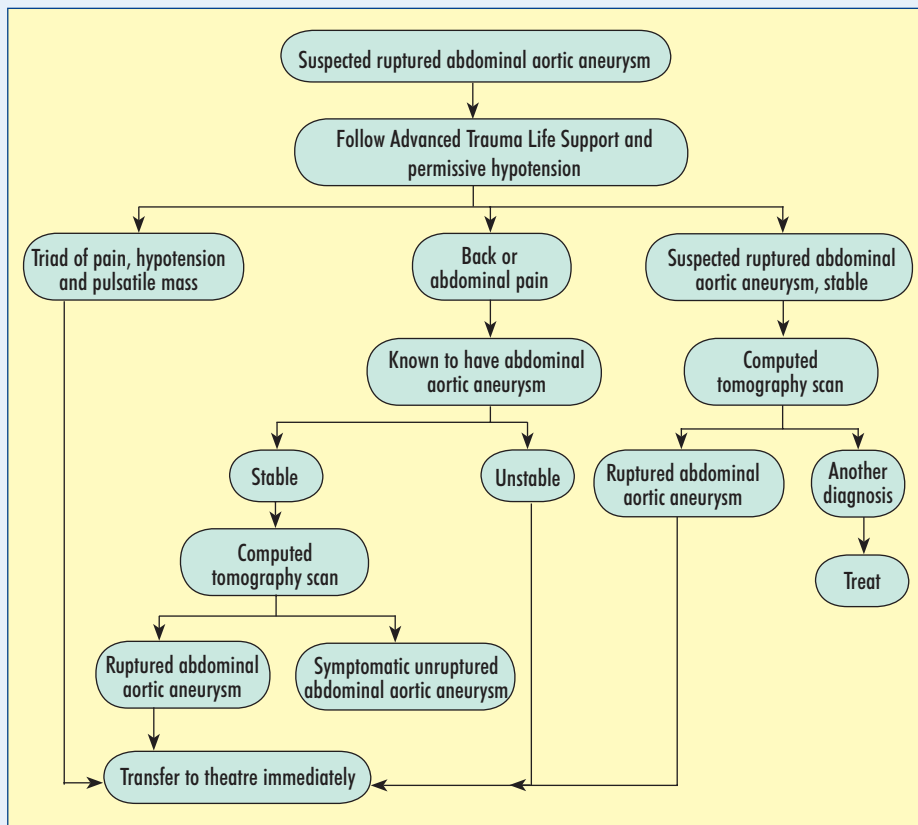 Suspected ruptured abdominal aortic aneurysm
Follow Advanced Trauma Life Support and
permissive hypotension
Triad of pain, hypotension
and pulsatile mass
Back or
abdominal pain
Suspected ruptured abdominal
aortic aneurysm, stable
Known to have abdominal
aortic aneurysm
Computed
tomography scan
Stable
Unstable
Ruptured abdominal
aortic aneurysm
Another
diagnosis
Computed
tomography scan
Treat
Ruptured abdominal
aortic aneurysm
Symptomatic unruptured
abdominal aortic aneurysm
Transfer to theatre immediately